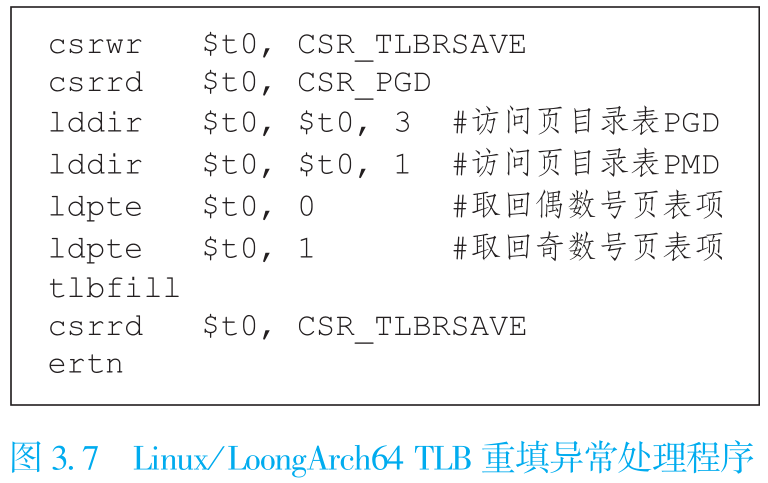 csrwr $t0, CSR_TLBRSAVE
csrrd $t0, CSR_PGD
lddir $t0, $t0, 3 #访问页目录表PGD
lddir $t0, $t0, 1 #访问页目录表PMD
ldpte $t0, 0 #取回偶数号页表项
ldpte $t0, 1 #取回奇数号页表项
tlbfill
csrrd $t0, CSR_TLBRSAVE
ertn
图 3.7 Linux/LoongArch64 TLB 重填异常处理程序